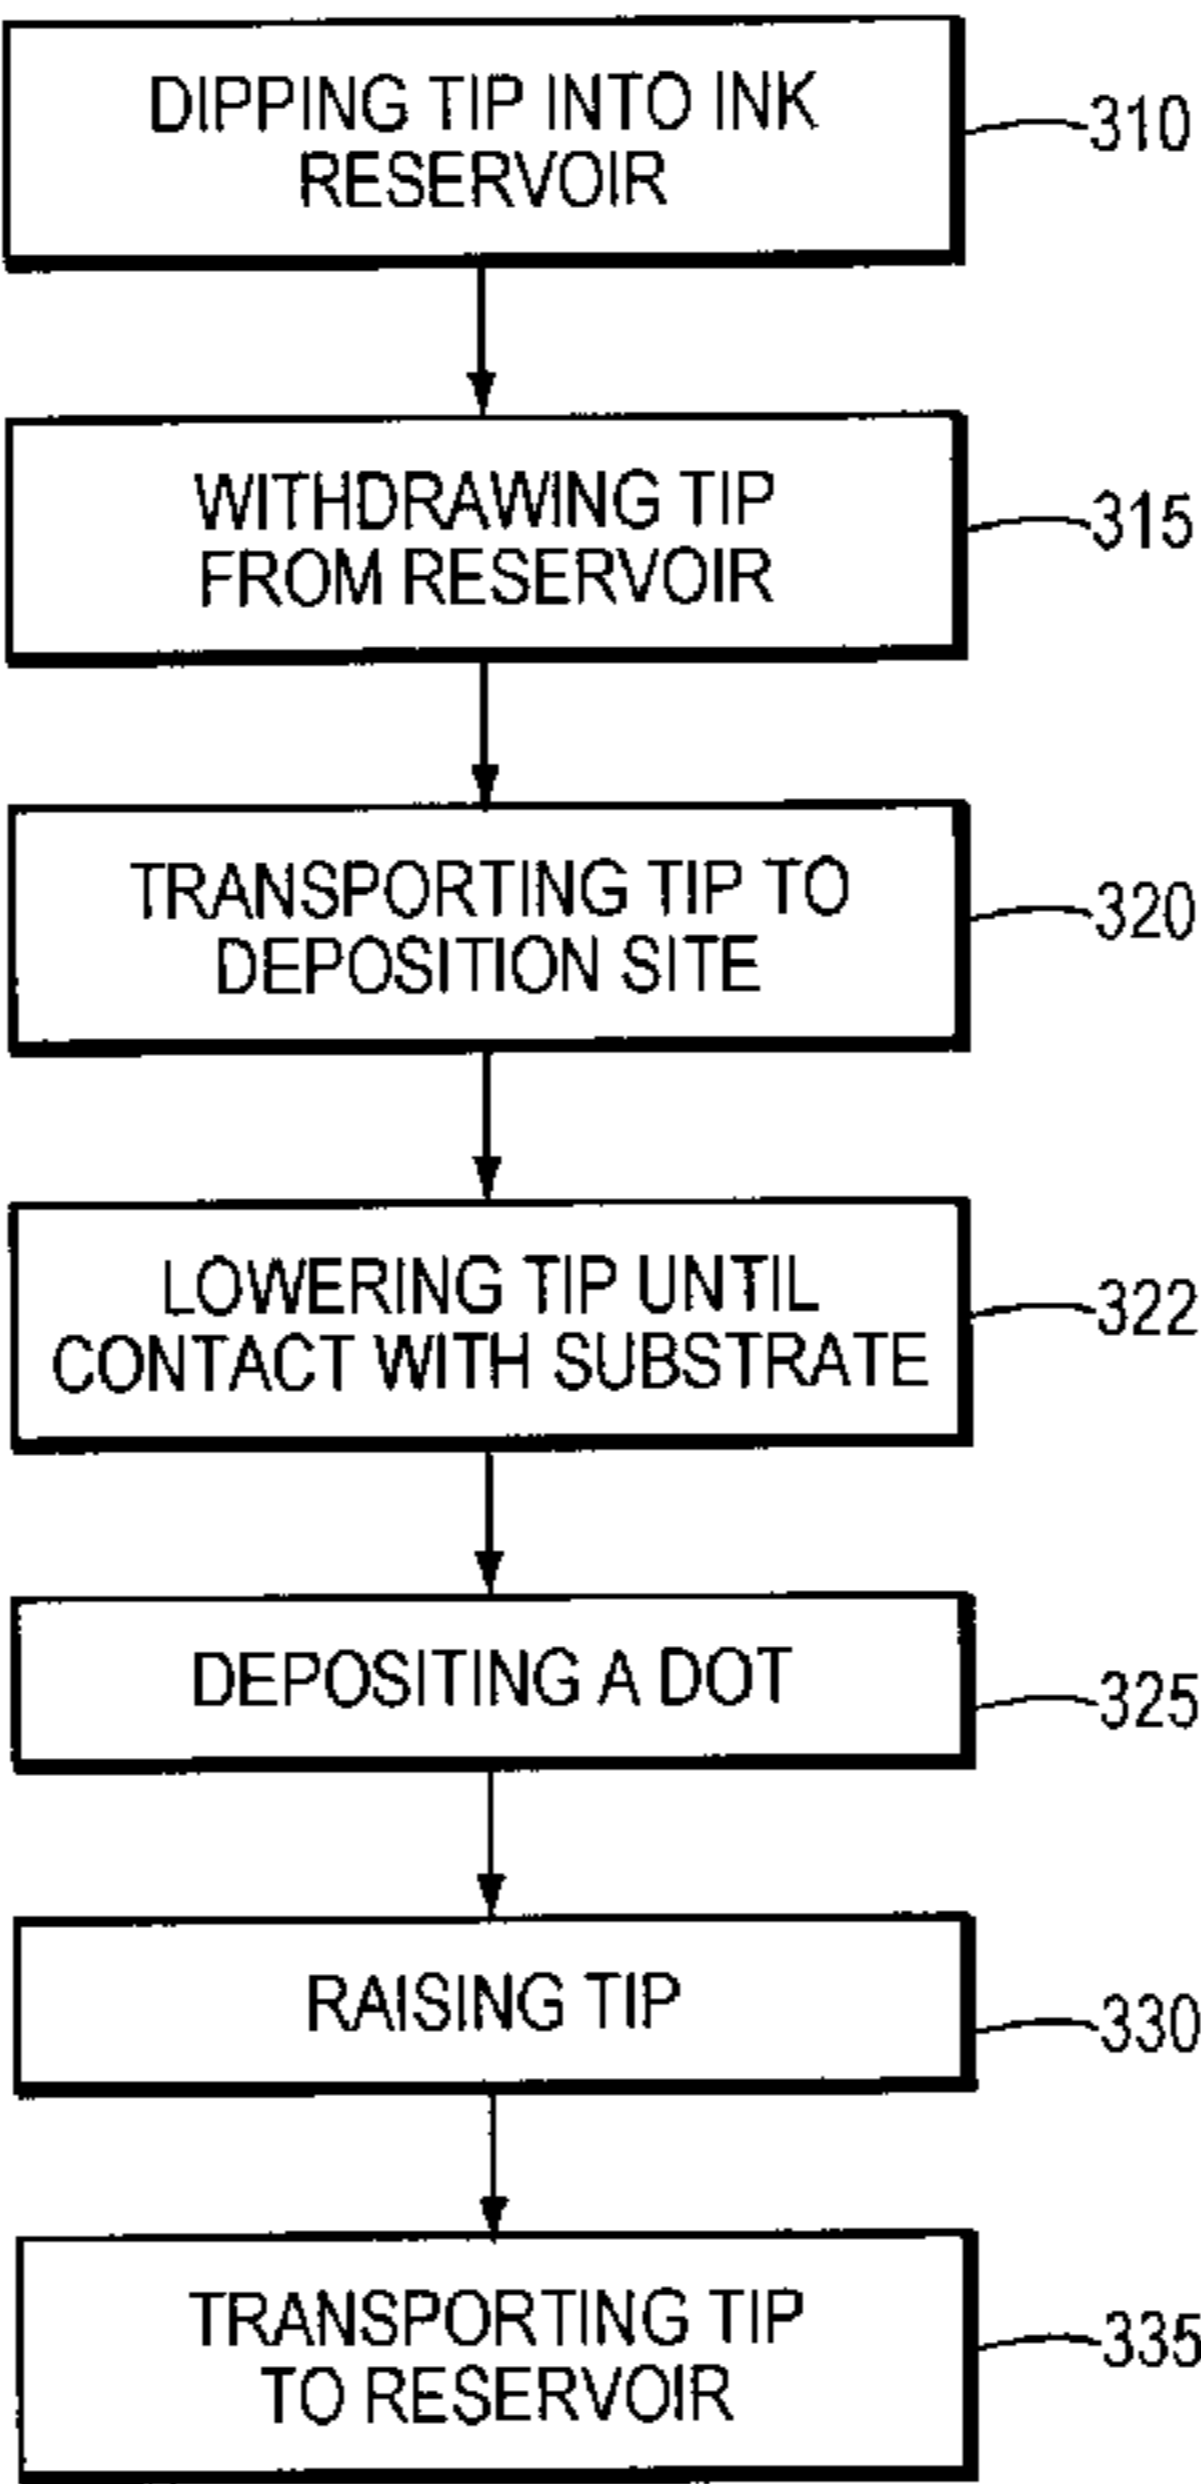 DIPPING TIP INTO INK
RESERVOIR
310
WITHDRAWING TIP
FROM RESERVOIR
315
TRANSPORTING TIP TO
DEPOSITION SITE
320
LOWERING TIP UNTIL
CONTACT WITH SUBSTRATE
322
DEPOSITING A DOT
325
RAISING TIP
330
TRANSPORTING TIP
TO RESERVOIR
335